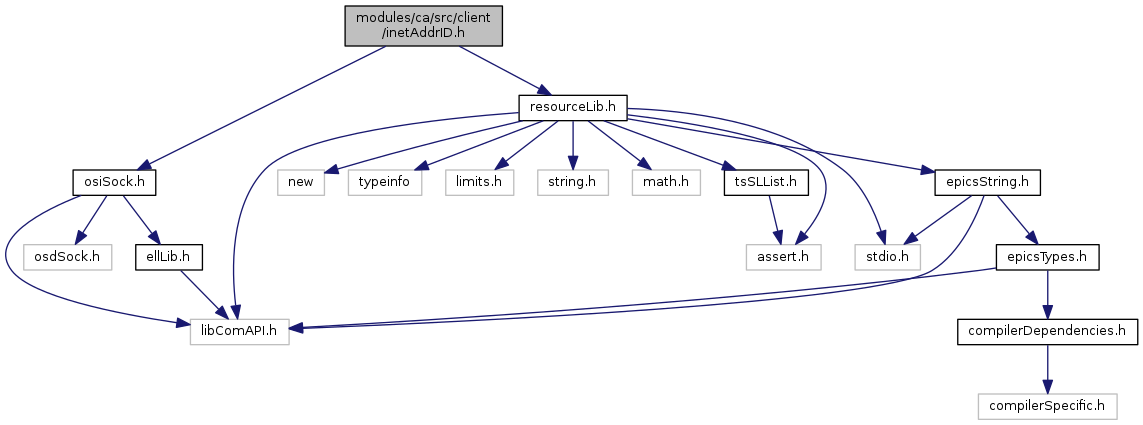 modules/ca/src/client
/inetAddrID.h
resourceLib.h
osiSock.h
new
typeinfo
limits.h
string.h
math.h
tsSLList.h
epicsString.h
osdSock.h
ellLib.h
assert.h
stdio.h
epicsTypes.h
libComAPI.h
compilerDependencies.h
compilerSpecific.h